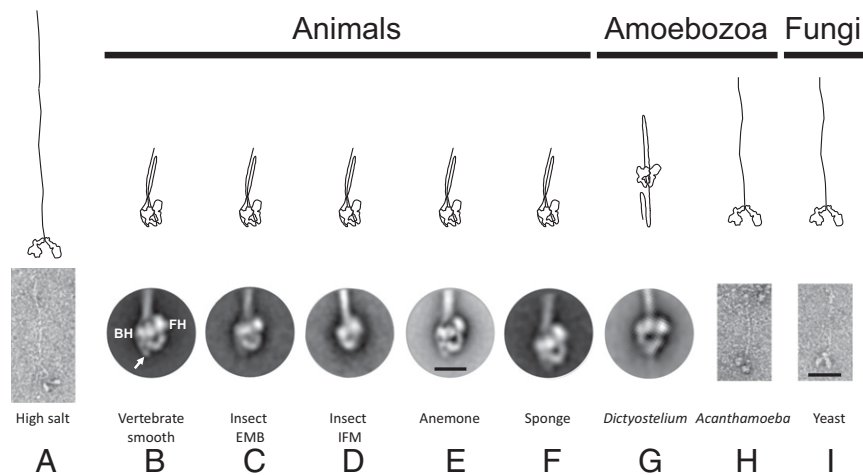 Animals
Amoebozoa
Fungi
BH
FH
High salt
Vertebrate
smooth
Insect
EMB
Insect
IFM
Anemone
Sponge
Dictyostelium
Acanthamoeba
Yeast
A
B
C
D
E
F
G
H
I